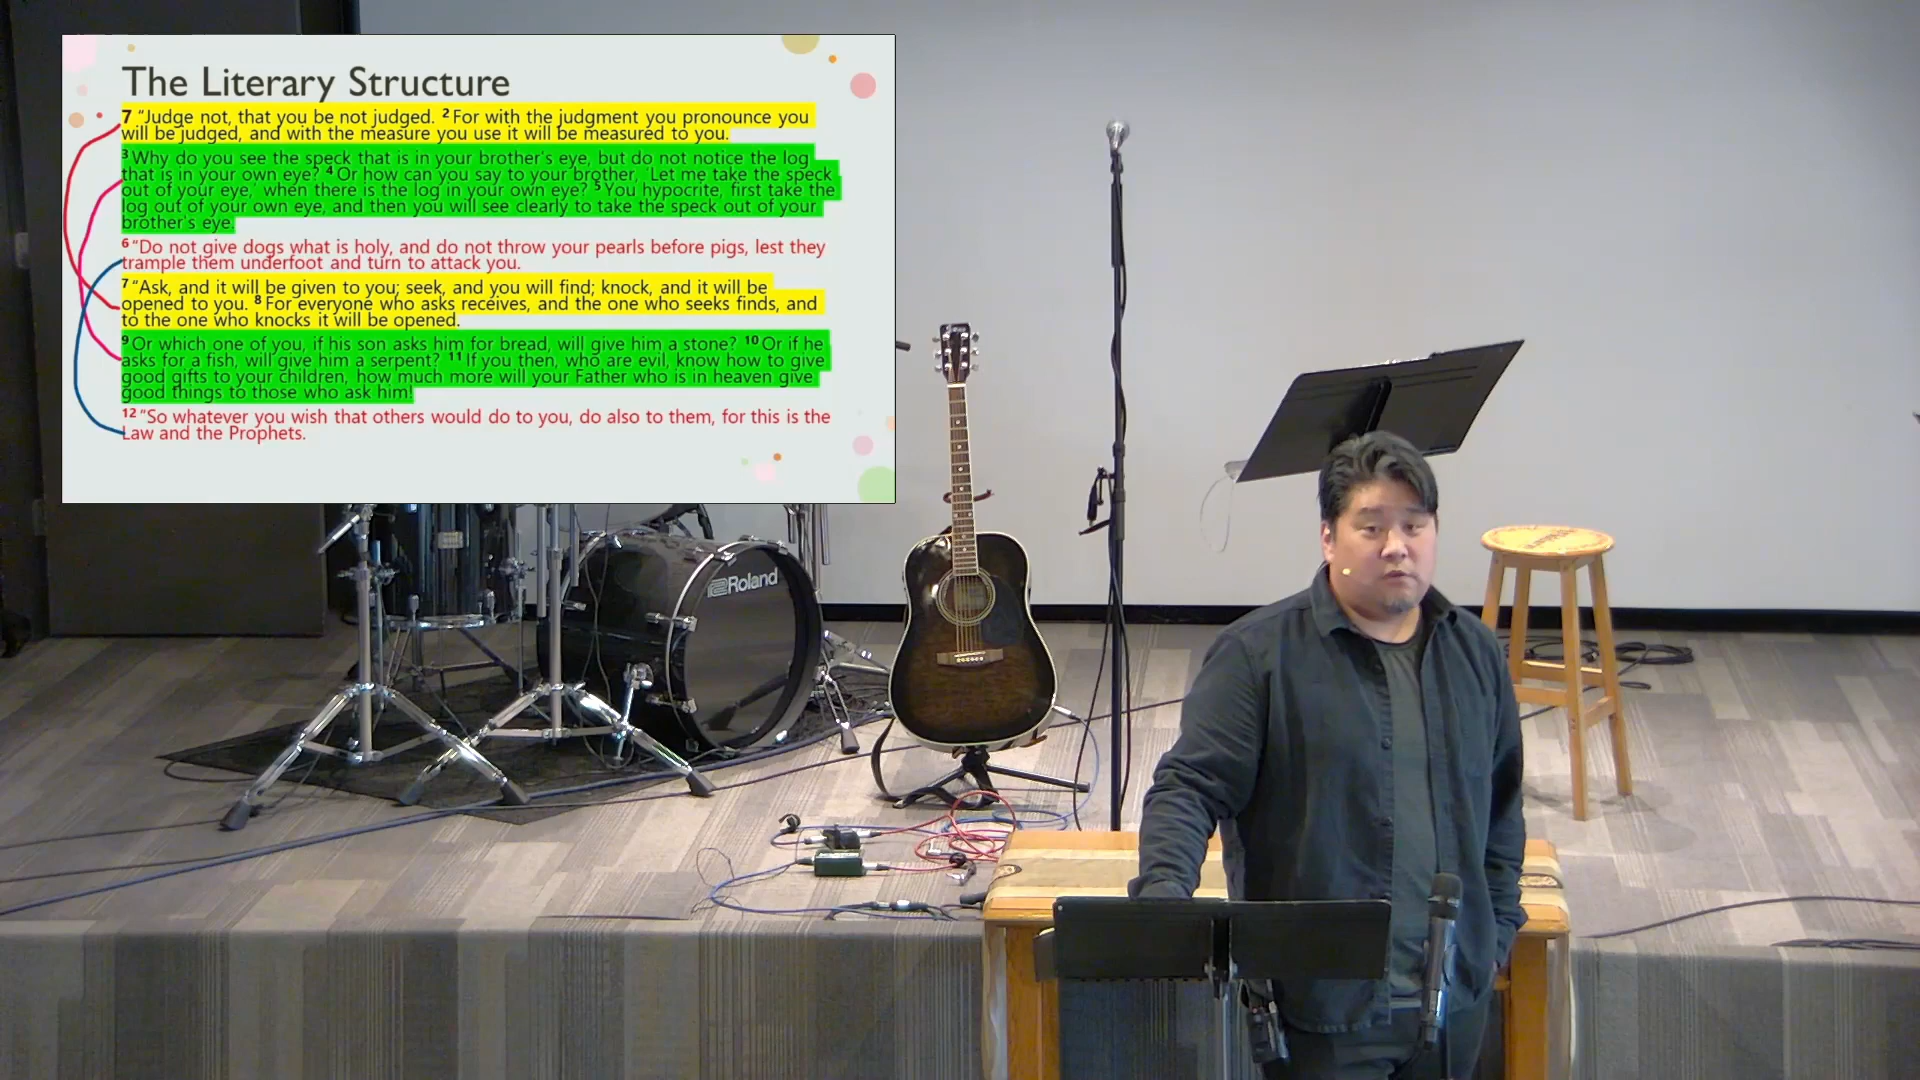 The Literary Structure
7 “Judge not, that you be not judged. 2 For with the judgment you pronounce you
will be judged, and with the measure you use it will be measured to you.
3 Why do you see the speck that is in your brother's eye, but do not notice the log
that is in your own eye? 4 Or how can you say to your brother, 'Let me take the speck
out of your eye,' when there is the log in your own eye? 5 You hypocrite, first take the
log out of your own eye, and then you will see clearly to take the speck out of your
brother's eye.
6 “Do not give dogs what is holy, and do not throw your pearls before pigs, lest they
trample them underfoot and turn to attack you.
7 “Ask, and it will be given to you; seek, and you will find; knock, and it will be
opened to you. 8 For everyone who asks receives, and the one who seeks finds, and
to the one who knocks it will be opened.
9 Or which one of you, if his son asks him for bread, will give him a stone? 10 Or if he
asks for a fish, will give him a serpent? 11 If you then, who are evil, know how to give
good gifts to your children, how much more will your Father who is in heaven give
good things to those who ask him!
12 “So whatever you wish that others would do to you, do also to them, for this is the
Law and the Prophets.
Roland